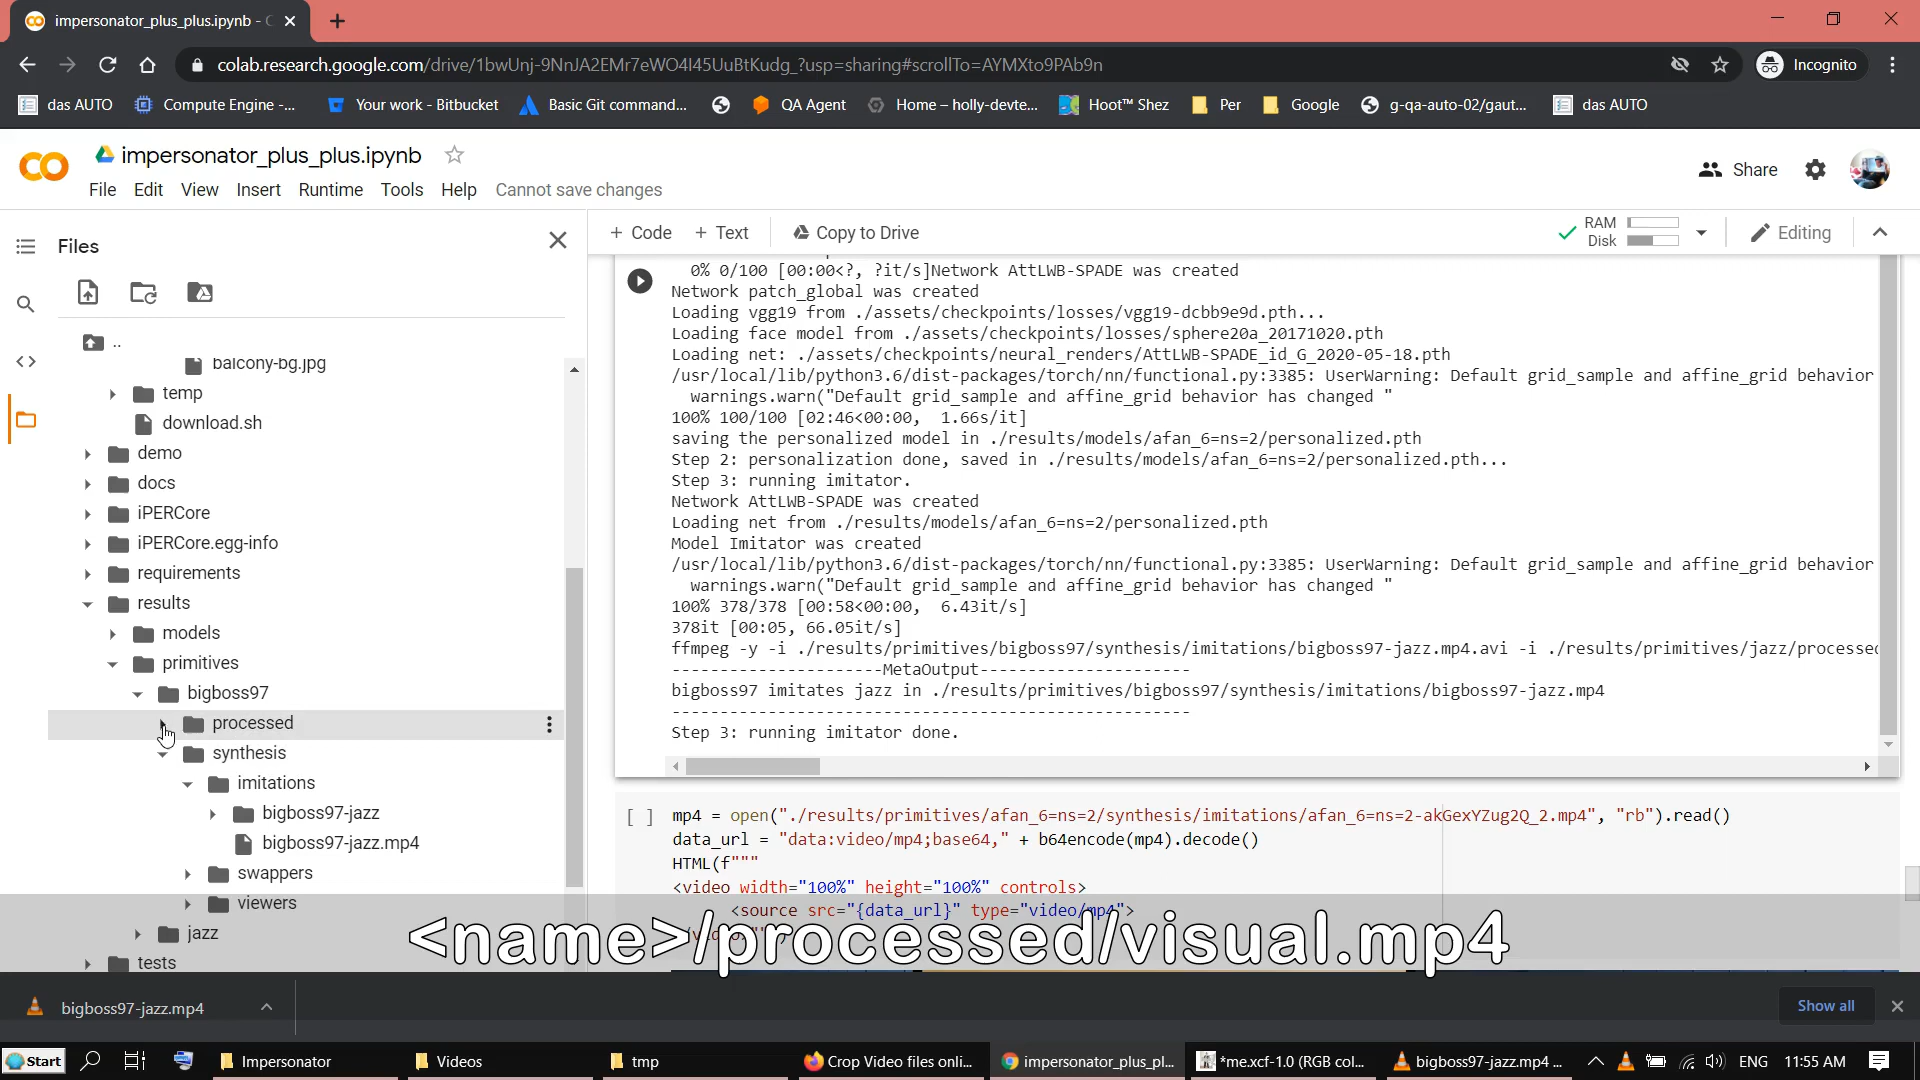 impersonator_plus_plus.ipynb - C
colab.research.google.com/drive/1bwUnj-9NnJA2EMr7eWO4I45UuBtKudg_?usp=sharing#scrollTo=AYMXto9PAb9n
Incognito
das AUTO
Compute Engine -...
Your work - Bitbucket
Basic Git command...
QA Agent
Home – holly-devte...
Hoot™ Shez
Per
Google
g-qa-auto-02/gaut...
das AUTO
impersonator_plus_plus.ipynb
File Edit View Insert Runtime Tools Help Cannot save changes
Share
Files
+ Code + Text Copy to Drive
RAM
Disk
Editing
..
balcony-bg.jpg
temp
download.sh
demo
docs
iPERCore
iPERCore.egg-info
requirements
results
models
primitives
bigboss97
processed
synthesis
imitations
bigboss97-jazz
bigboss97-jazz.mp4
swappers
viewers
jazz
tests
0% 0/100 [00:00<?, ?it/s]Network AttLWB-SPADE was created
Network patch_global was created
Loading vgg19 from ./assets/checkpoints/losses/vgg19-dcbb9e9d.pth...
Loading face model from ./assets/checkpoints/losses/sphere20a_20171020.pth
Loading net: ./assets/checkpoints/neural_renders/AttLWB-SPADE_id_G_2020-05-18.pth
/usr/local/lib/python3.6/dist-packages/torch/nn/functional.py:3385: UserWarning: Default grid_sample and affine_grid behavior
warnings.warn("Default grid_sample and affine_grid behavior has changed "
100% 100/100 [02:46<00:00, 1.66s/it]
saving the personalized model in ./results/models/afan_6=ns=2/personalized.pth
Step 2: personalization done, saved in ./results/models/afan_6=ns=2/personalized.pth...
Step 3: running imitator.
Network AttLWB-SPADE was created
Loading net from ./results/models/afan_6=ns=2/personalized.pth
Model Imitator was created
/usr/local/lib/python3.6/dist-packages/torch/nn/functional.py:3385: UserWarning: Default grid_sample and affine_grid behavior
warnings.warn("Default grid_sample and affine_grid behavior has changed "
100% 378/378 [00:58<00:00, 6.43it/s]
378it [00:05, 66.05it/s]
ffmpeg -y -i ./results/primitives/bigboss97/synthesis/imitations/bigboss97-jazz.mp4.avi -i ./results/primitives/jazz/processed
----------------------MetaOutput----------------------
bigboss97 imitates jazz in ./results/primitives/bigboss97/synthesis/imitations/bigboss97-jazz.mp4
------------------------------------------------------
Step 3: running imitator done.
[ ] mp4 = open("./results/primitives/afan_6=ns=2/synthesis/imitations/afan_6=ns=2-akGexYZug2Q_2.mp4", "rb").read()
data_url = "data:video/mp4;base64," + b64encode(mp4).decode()
HTML(f"""
<video width="100%" height="100%" controls>
<source src="{data_url}" type="video/mp4">
<name>/processed/visual.mp4
bigboss97-jazz.mp4
Show all
Start
Impersonator
Videos
tmp
Crop Video files onli...
impersonator_plus_pl...
*me.xcf-1.0 (RGB col...
bigboss97-jazz.mp4 ...
ENG
11:55 AM